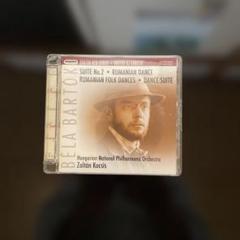 SUITE No.2 • RUMANIAN DANCE
RUMANIAN FOLK DANCES • DANCE SUITE
BÉLA BARTÓK
Hungarian National Philharmonic Orchestra
Zoltán Kocsis